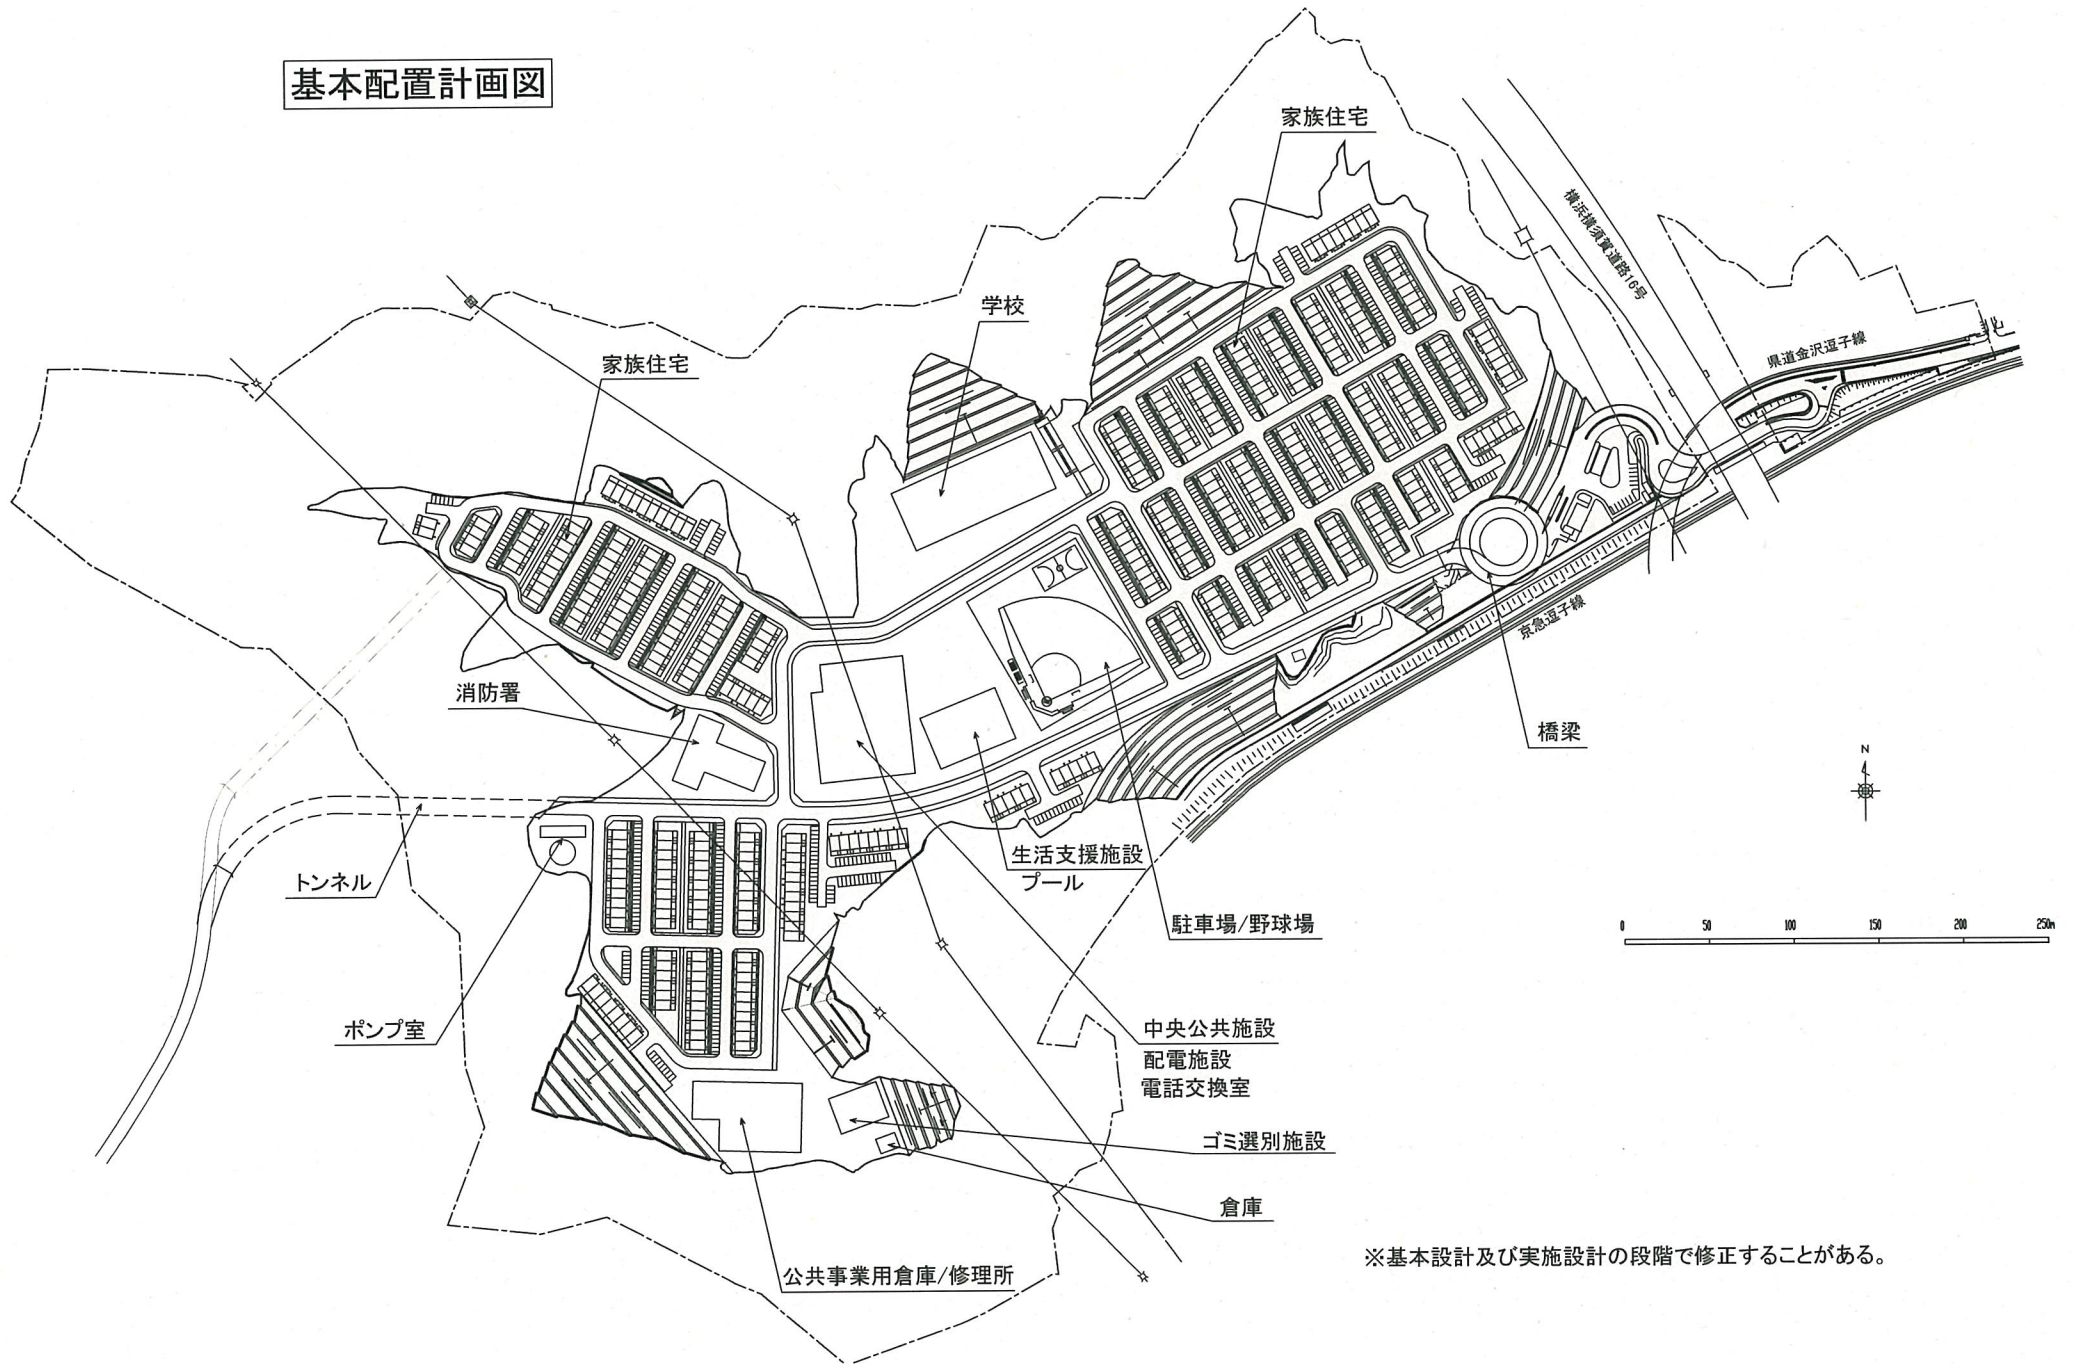 基本配置計画図
家族住宅
横浜横須賀道路16号
学校
県道金沢逗子線
家族住宅
京急逗子線
消防署
橋梁
N
生活支援施設
プール
トンネル
駐車場/野球場
0 50 100 150 200 250m
ポンプ室
中央公共施設
配電施設
電話交換室
ゴミ選別施設
倉庫
公共事業用倉庫/修理所
※基本設計及び実施設計の段階で修正することがある。